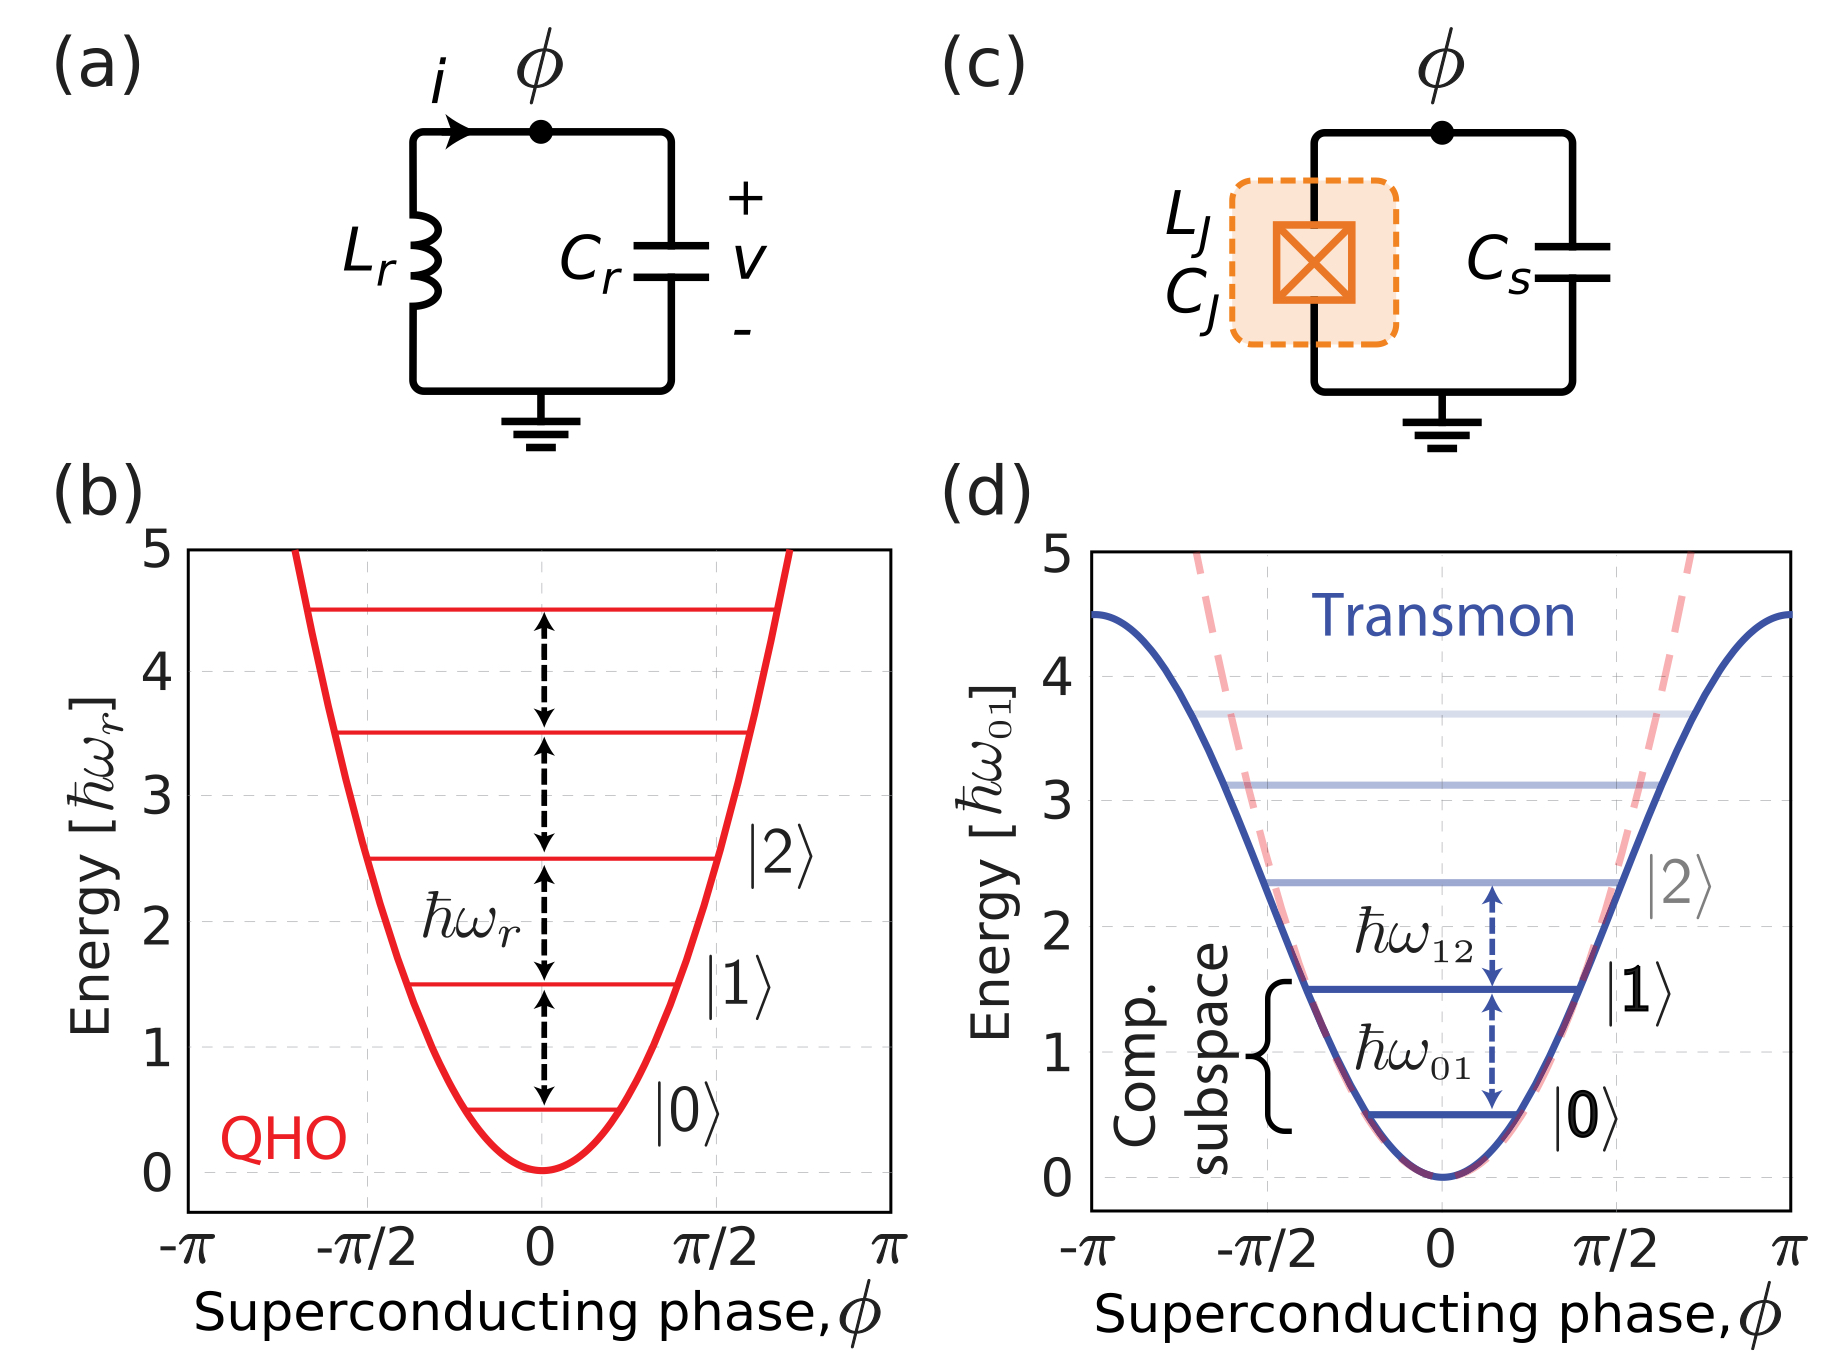 (a)
i
ϕ
L_r
C_r
+
v
-
(c)
ϕ
L_J
C_J
C_s
(b)
Energy [ħω_r]
5
4
3
2
1
0
|2⟩
ħω_r
|1⟩
|0⟩
QHO
-π
-π/2
0
π/2
π
Superconducting phase, ϕ
(d)
Energy [ħω_01]
5
4
3
2
1
0
Transmon
|2⟩
ħω_12
|1⟩
ħω_01
|0⟩
Comp.
subspace
-π
-π/2
0
π/2
π
Superconducting phase, ϕ